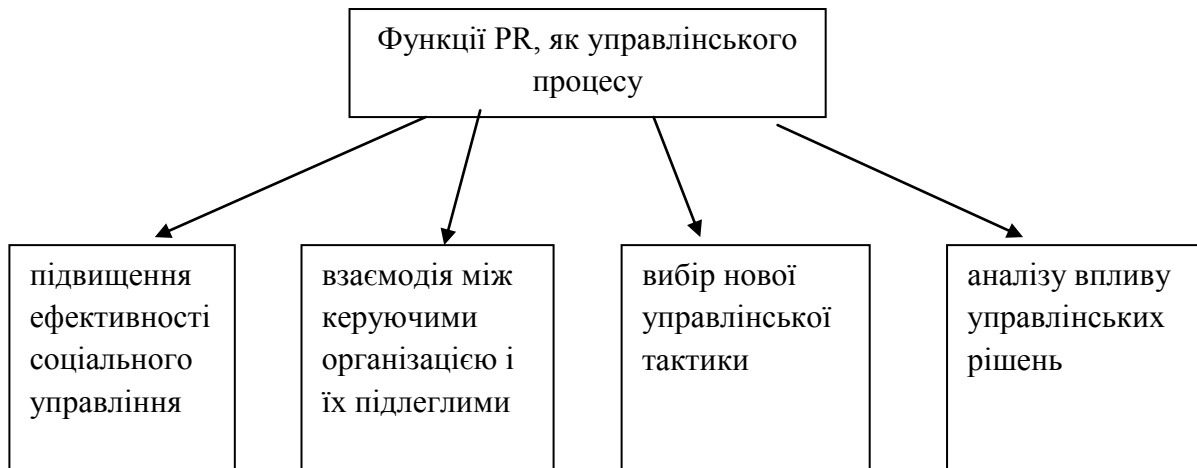 Функції PR, як управлінського
процесу
підвищення
ефективності
соціального
управління
взаємодія між
керуючими
організацією і
їх підлеглими
вибір нової
управлінської
тактики
аналізу впливу
управлінських
рішень